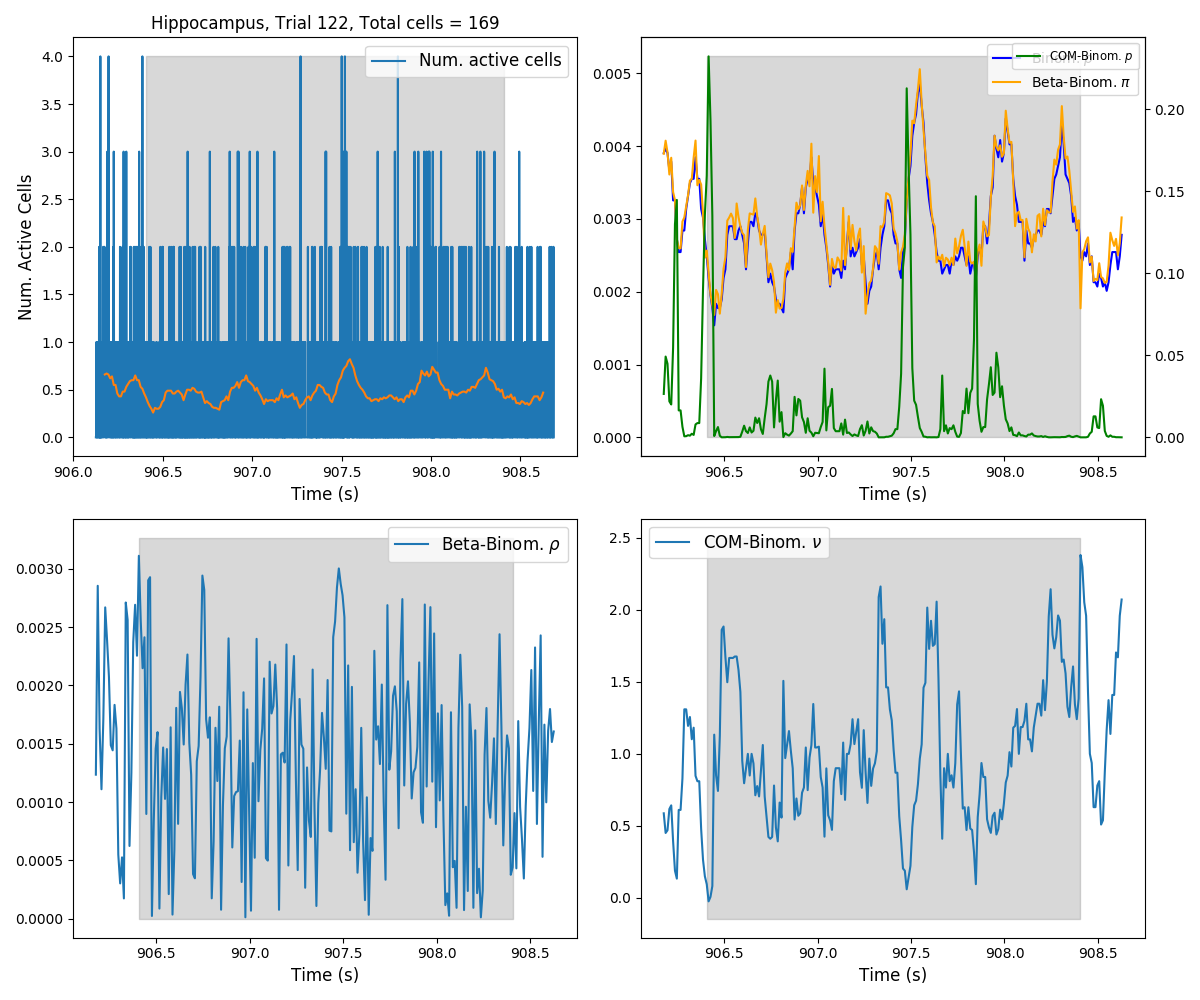 Hippocampus, Trial 122, Total cells = 169
Num. active cells
Num. Active Cells
4.0
3.5
3.0
2.5
2.0
1.5
1.0
0.5
0.0
906.0 906.5 907.0 907.5 908.0 908.5
Time (s)
COM-Binom. p
Beta-Binom. π
0.005
0.004
0.003
0.002
0.001
0.000
0.20
0.15
0.10
0.05
0.00
906.5 907.0 907.5 908.0 908.5
Time (s)
Beta-Binom. ρ
0.0030
0.0025
0.0020
0.0015
0.0010
0.0005
0.0000
906.5 907.0 907.5 908.0 908.5
Time (s)
COM-Binom. ν
2.5
2.0
1.5
1.0
0.5
0.0
906.5 907.0 907.5 908.0 908.5
Time (s)